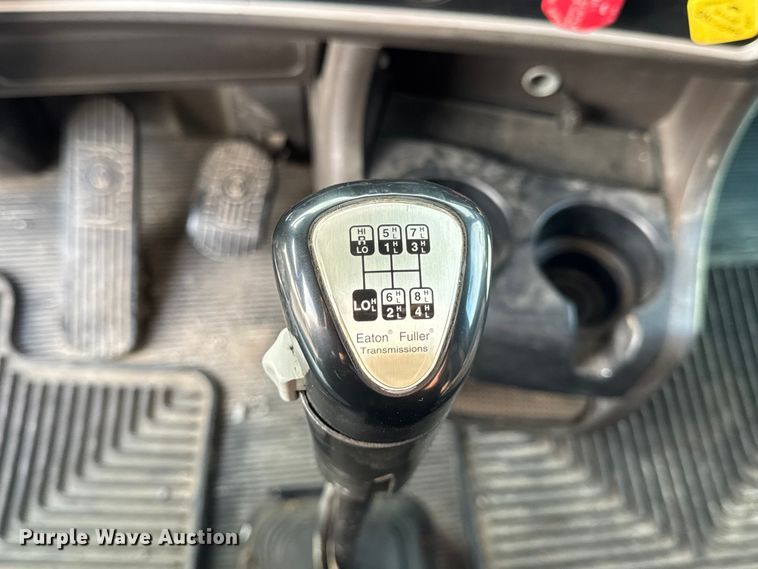 HI 5 H L 7 H L
R 1 H L 3 H L
LO
LO H L 6 H L 8 H L
2 H L 4 H L
Eaton® Fuller®
Transmissions
Purple Wave Auction